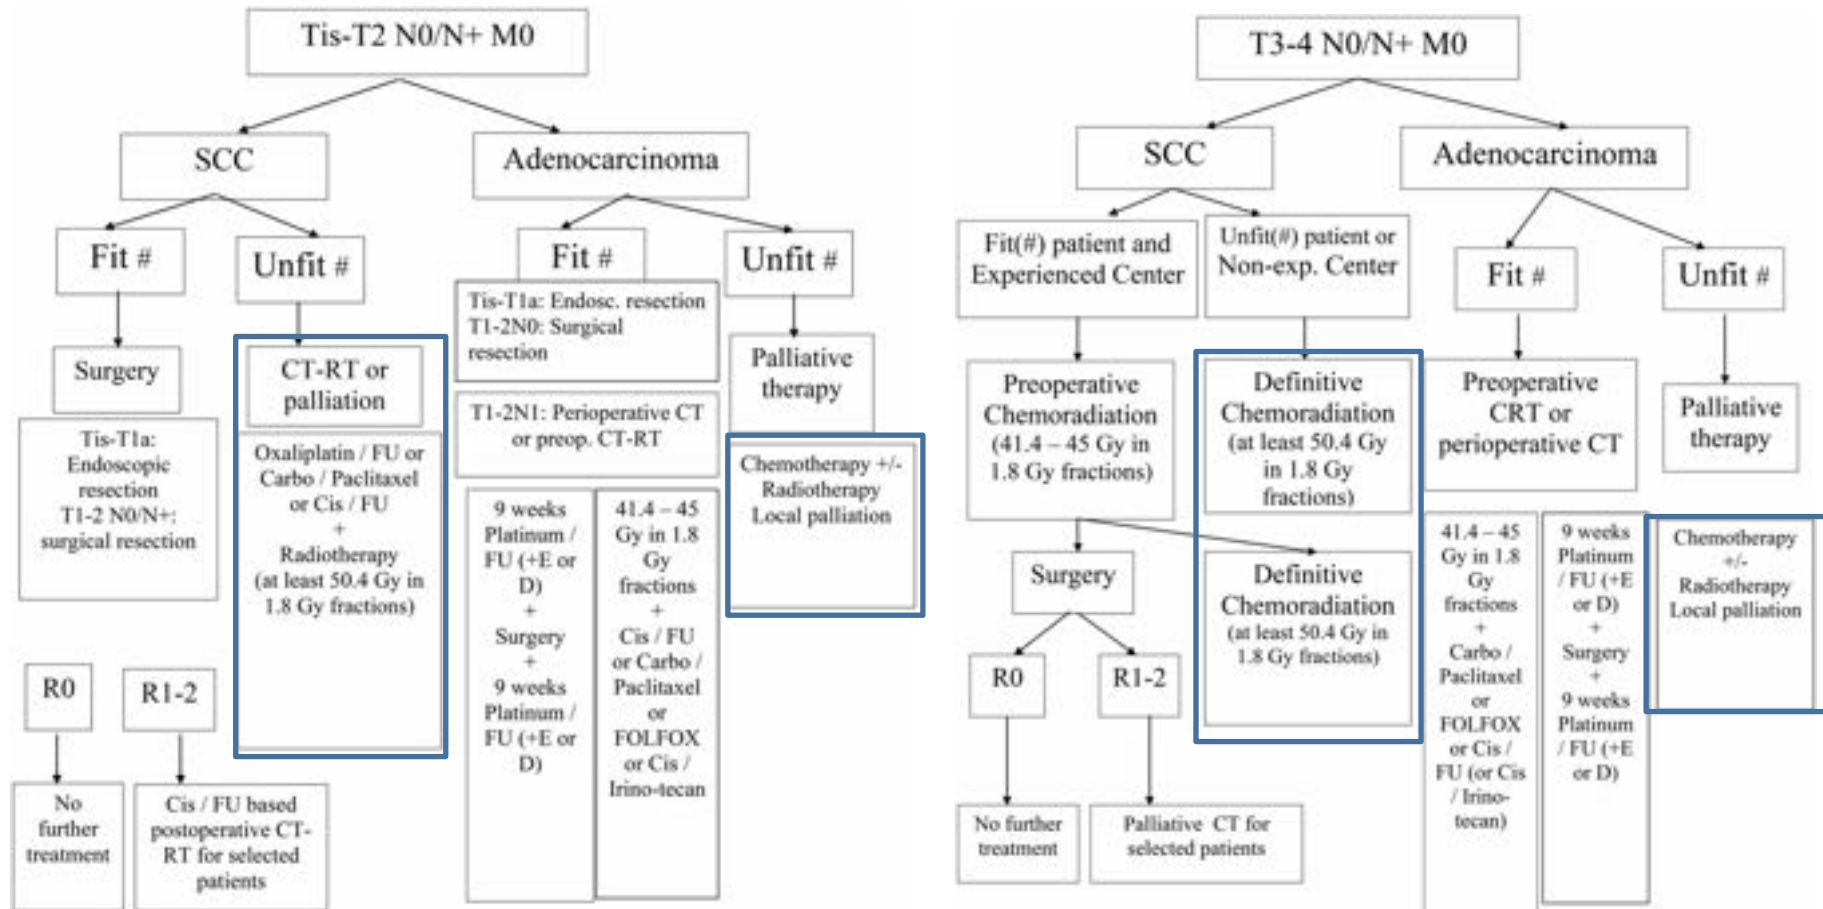 Tis-T2 N0/N+ M0
SCC
Adenocarcinoma
Fit #
Unfit #
Fit #
Unfit #
Surgery
Tis-T1a:
Endoscopic
resection
T1-2 N0/N+:
surgical resection
CT-RT or
palliation
Oxaliplatin / FU or
Carbo / Paclitaxel
or Cis / FU
+
Radiotherapy
(at least 50.4 Gy in
1.8 Gy fractions)
Tis-T1a: Endosc. resection
T1-2N0: Surgical
resection
T1-2N1: Perioperative CT
or preop. CT-RT
9 weeks
Platinum /
FU (+E or
D)
+
Surgery
+
9 weeks
Platinum /
FU (+E or
D)
41.4 – 45
Gy in 1.8
Gy
fractions
+
Cis / FU
or Carbo /
Paclitaxel
or
FOLFOX
or Cis /
Irino-tecan
Palliative
therapy
Chemotherapy +/-
Radiotherapy
Local palliation
R0
R1-2
No
further
treatment
Cis / FU based
postoperative CT-
RT for selected
patients
T3-4 N0/N+ M0
SCC
Adenocarcinoma
Fit(#) patient and
Experienced Center
Unfit(#) patient or
Non-exp. Center
Fit #
Unfit #
Preoperative
Chemoradiation
(41.4 – 45 Gy in
1.8 Gy fractions)
Definitive
Chemoradiation
(at least 50.4 Gy
in 1.8 Gy
fractions)
Preoperative
CRT or
perioperative CT
Palliative
therapy
Surgery
Definitive
Chemoradiation
(at least 50.4 Gy in
1.8 Gy fractions)
41.4 – 45
Gy in 1.8
Gy
fractions
+
Carbo /
Paclitaxel
or
FOLFOX
or Cis /
FU (or Cis
/ Irino-
tecan)
9 weeks
Platinum
/ FU (+E
or D)
+
Surgery
+
9 weeks
Platinum
/ FU (+E
or D)
Chemotherapy
+/-
Radiotherapy
Local palliation
R0
R1-2
No further
treatment
Palliative CT for
selected patients